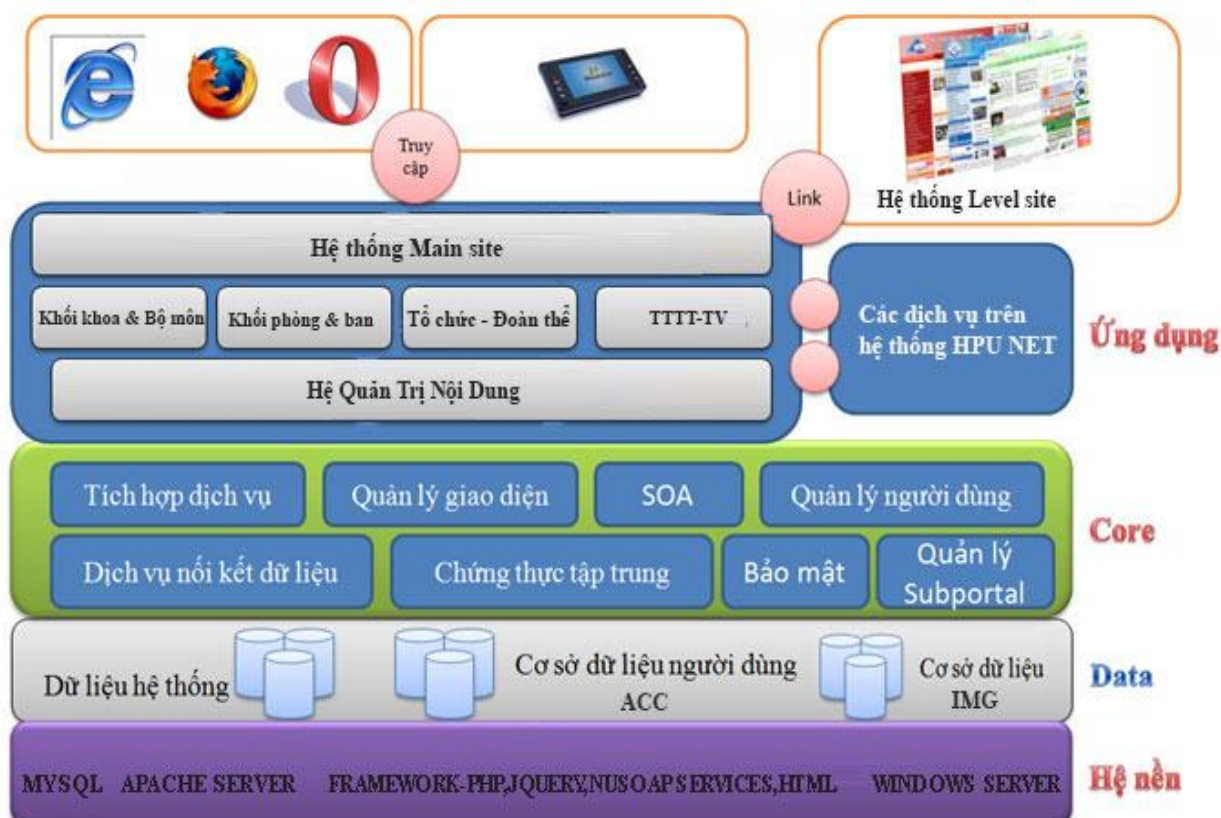 Truy
cập
Link
Hệ thống Level site
Hệ thống Main site
Khối khoa & Bộ môn
Khối phòng & ban
Tổ chức - Đoàn thể
TTTT-TV
Hệ Quản Trị Nội Dung
Các dịch vụ trên
hệ thống HPU NET
Ứng dụng
Tích hợp dịch vụ
Quản lý giao diện
SOA
Quản lý người dùng
Dịch vụ nối kết dữ liệu
Chứng thực tập trung
Bảo mật
Quản lý
Subportal
Core
Dữ liệu hệ thống
Cơ sở dữ liệu người dùng
ACC
Cơ sở dữ liệu
IMG
Data
MYSQL APACHE SERVER FRAMEWORK-PHP,JQUERY,NUSOAP SERVICES,HTML WINDOWS SERVER
Hệ nền